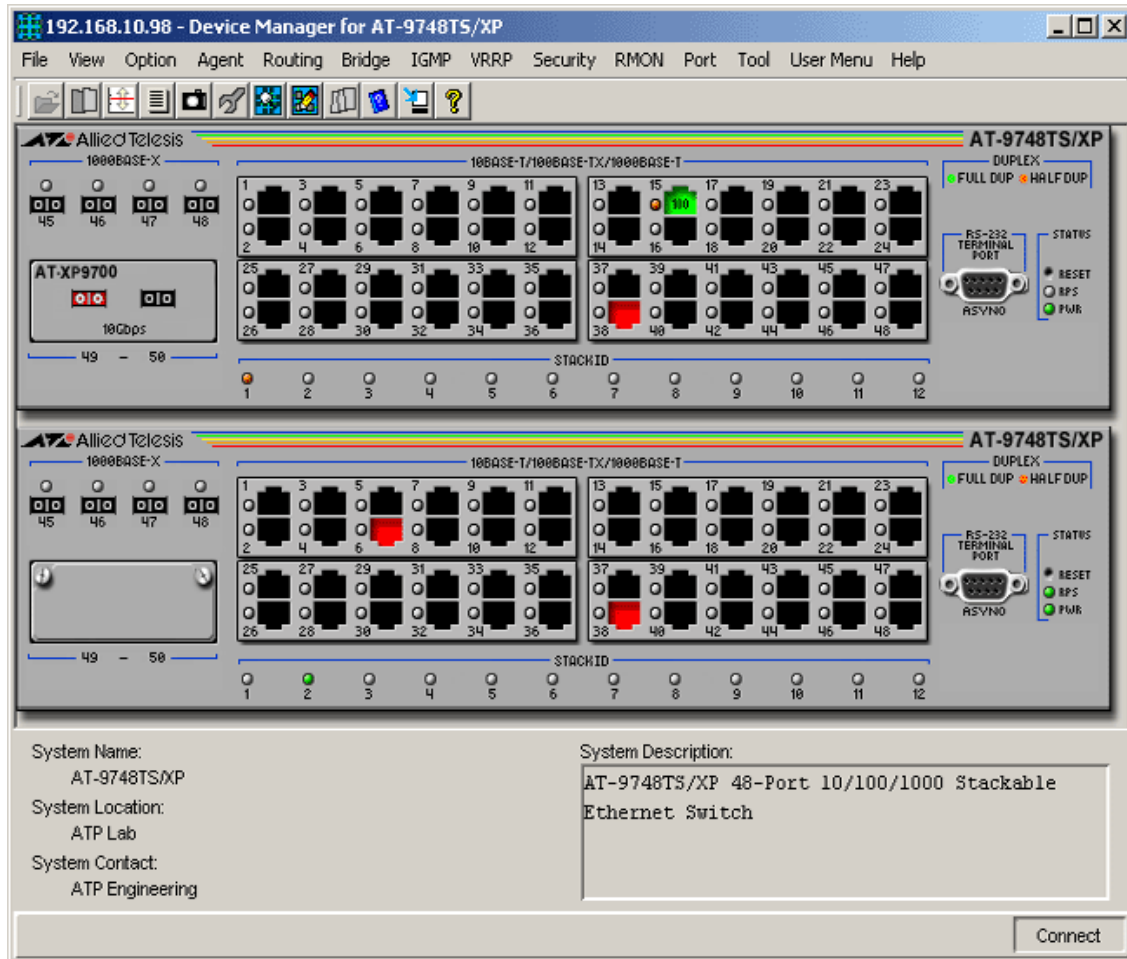 192.168.10.98 - Device Manager for AT-9748TS/XP
File View Option Agent Routing Bridge IGMP VRRP Security RMON Port Tool User Menu Help
Allied Telesis AT-9748TS/XP
1000BASE-X 10BASE-T/100BASE-TX/1000BASE-T DUPLEX
FULL DUP HALF DUP
1 3 5 7 9 11 13 15 17 19 21 23
100
45 46 47 48
2 4 6 8 10 12 14 16 18 20 22 24
RS-232 TERMINAL PORT STATUS
AT-XP9700
25 27 29 31 33 35 37 39 41 43 45 47
RESET
RPS
ASYN0 PWR
10Gbps
26 28 30 32 34 36 38 40 42 44 46 48
49 - 50
STACKID
1 2 3 4 5 6 7 8 9 10 11 12
Allied Telesis AT-9748TS/XP
1000BASE-X 10BASE-T/100BASE-TX/1000BASE-T DUPLEX
FULL DUP HALF DUP
1 3 5 7 9 11 13 15 17 19 21 23
45 46 47 48
2 4 6 8 10 12 14 16 18 20 22 24
RS-232 TERMINAL PORT STATUS
25 27 29 31 33 35 37 39 41 43 45 47
RESET
RPS
ASYN0 PWR
26 28 30 32 34 36 38 40 42 44 46 48
49 - 50
STACKID
1 2 3 4 5 6 7 8 9 10 11 12
System Name:
AT-9748TS/XP
System Location:
ATP Lab
System Contact:
ATP Engineering
System Description:
AT-9748TS/XP 48-Port 10/100/1000 Stackable
Ethernet Switch
Connect